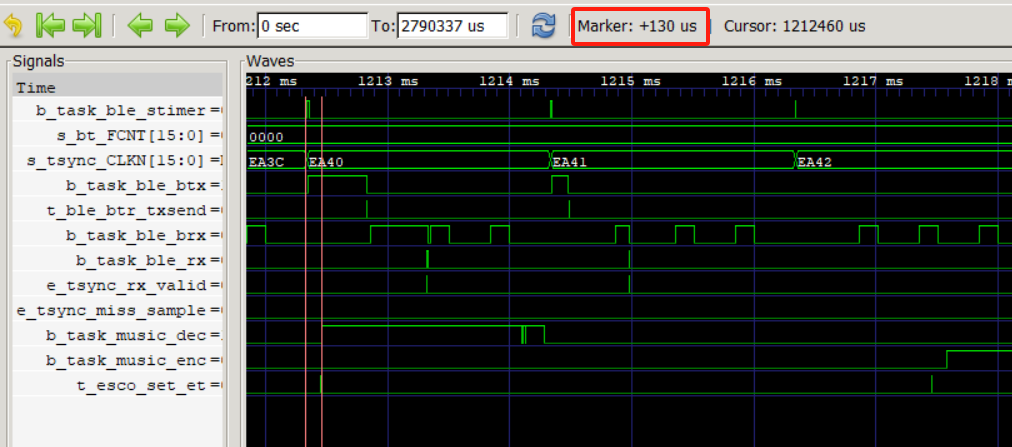 From: 0 sec To: 2790337 us Marker: +130 us Cursor: 1212460 us
Signals Waves
Time 212 ms 1213 ms 1214 ms 1215 ms 1216 ms 1217 ms 1218
b_task_ble_stimer=
s_bt_FCNT[15:0]= 0000
s_tsync_CLKN[15:0]= EA3C EA40 EA41 EA42
b_task_ble_btx=
t_ble_btr_txsend=
b_task_ble_brx=
b_task_ble_rx=
e_tsync_rx_valid=
e_tsync_miss_sample=
b_task_music_dec=
b_task_music_enc=
t_esco_set_et=